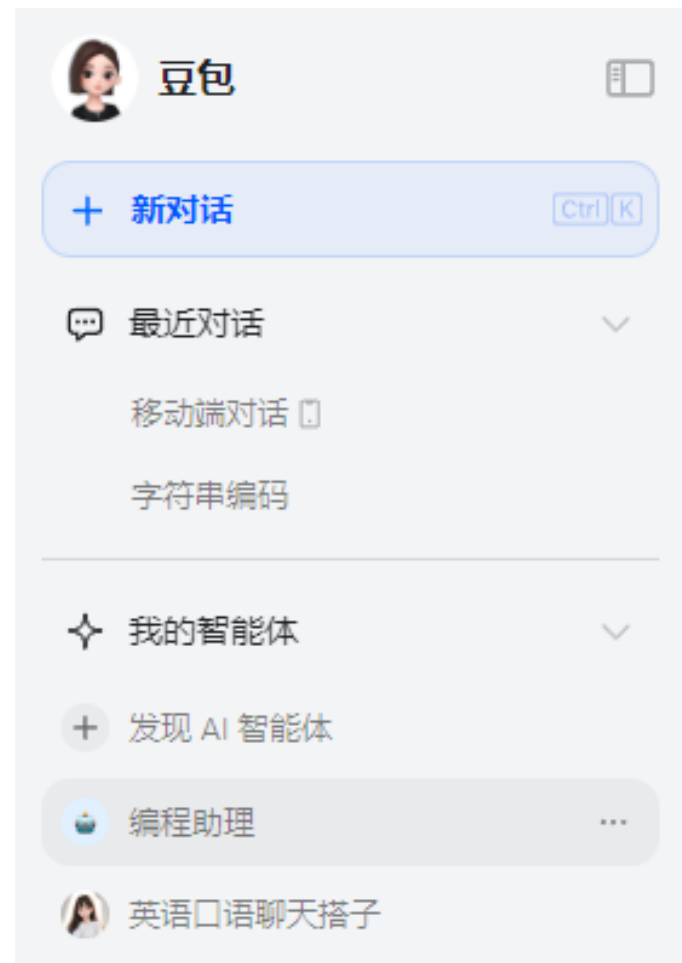 豆包
新对话 Ctrl K
最近对话
移动端对话
字符串编码
我的智能体
发现 AI 智能体
编程助理
英语口语聊天搭子